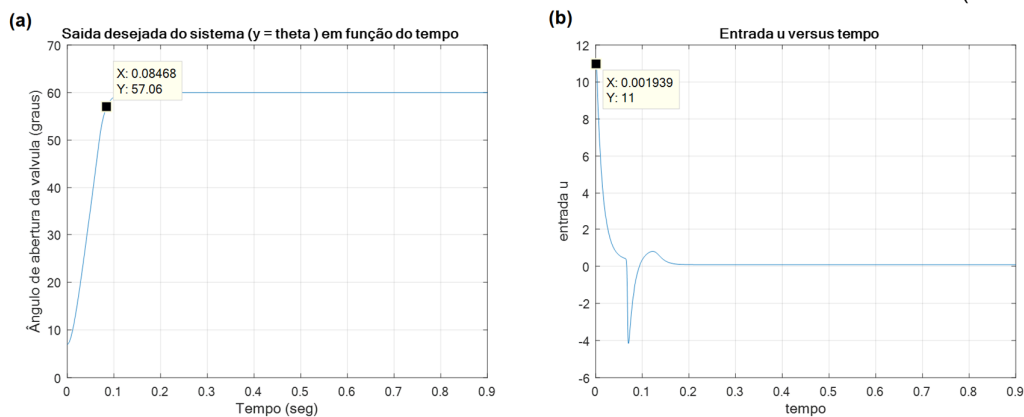 (a)
Saida desejada do sistema (y = theta ) em função do tempo
70
60
50
40
30
20
10
0
X: 0.08468
Y: 57.06
Ângulo de abertura da valvula (graus)
0 0.1 0.2 0.3 0.4 0.5 0.6 0.7 0.8 0.9
Tempo (seg)
(b)
(
Entrada u versus tempo
12
10
8
6
4
2
0
-2
-4
-6
X: 0.001939
Y: 11
entrada u
0 0.1 0.2 0.3 0.4 0.5 0.6 0.7 0.8 0.9
tempo